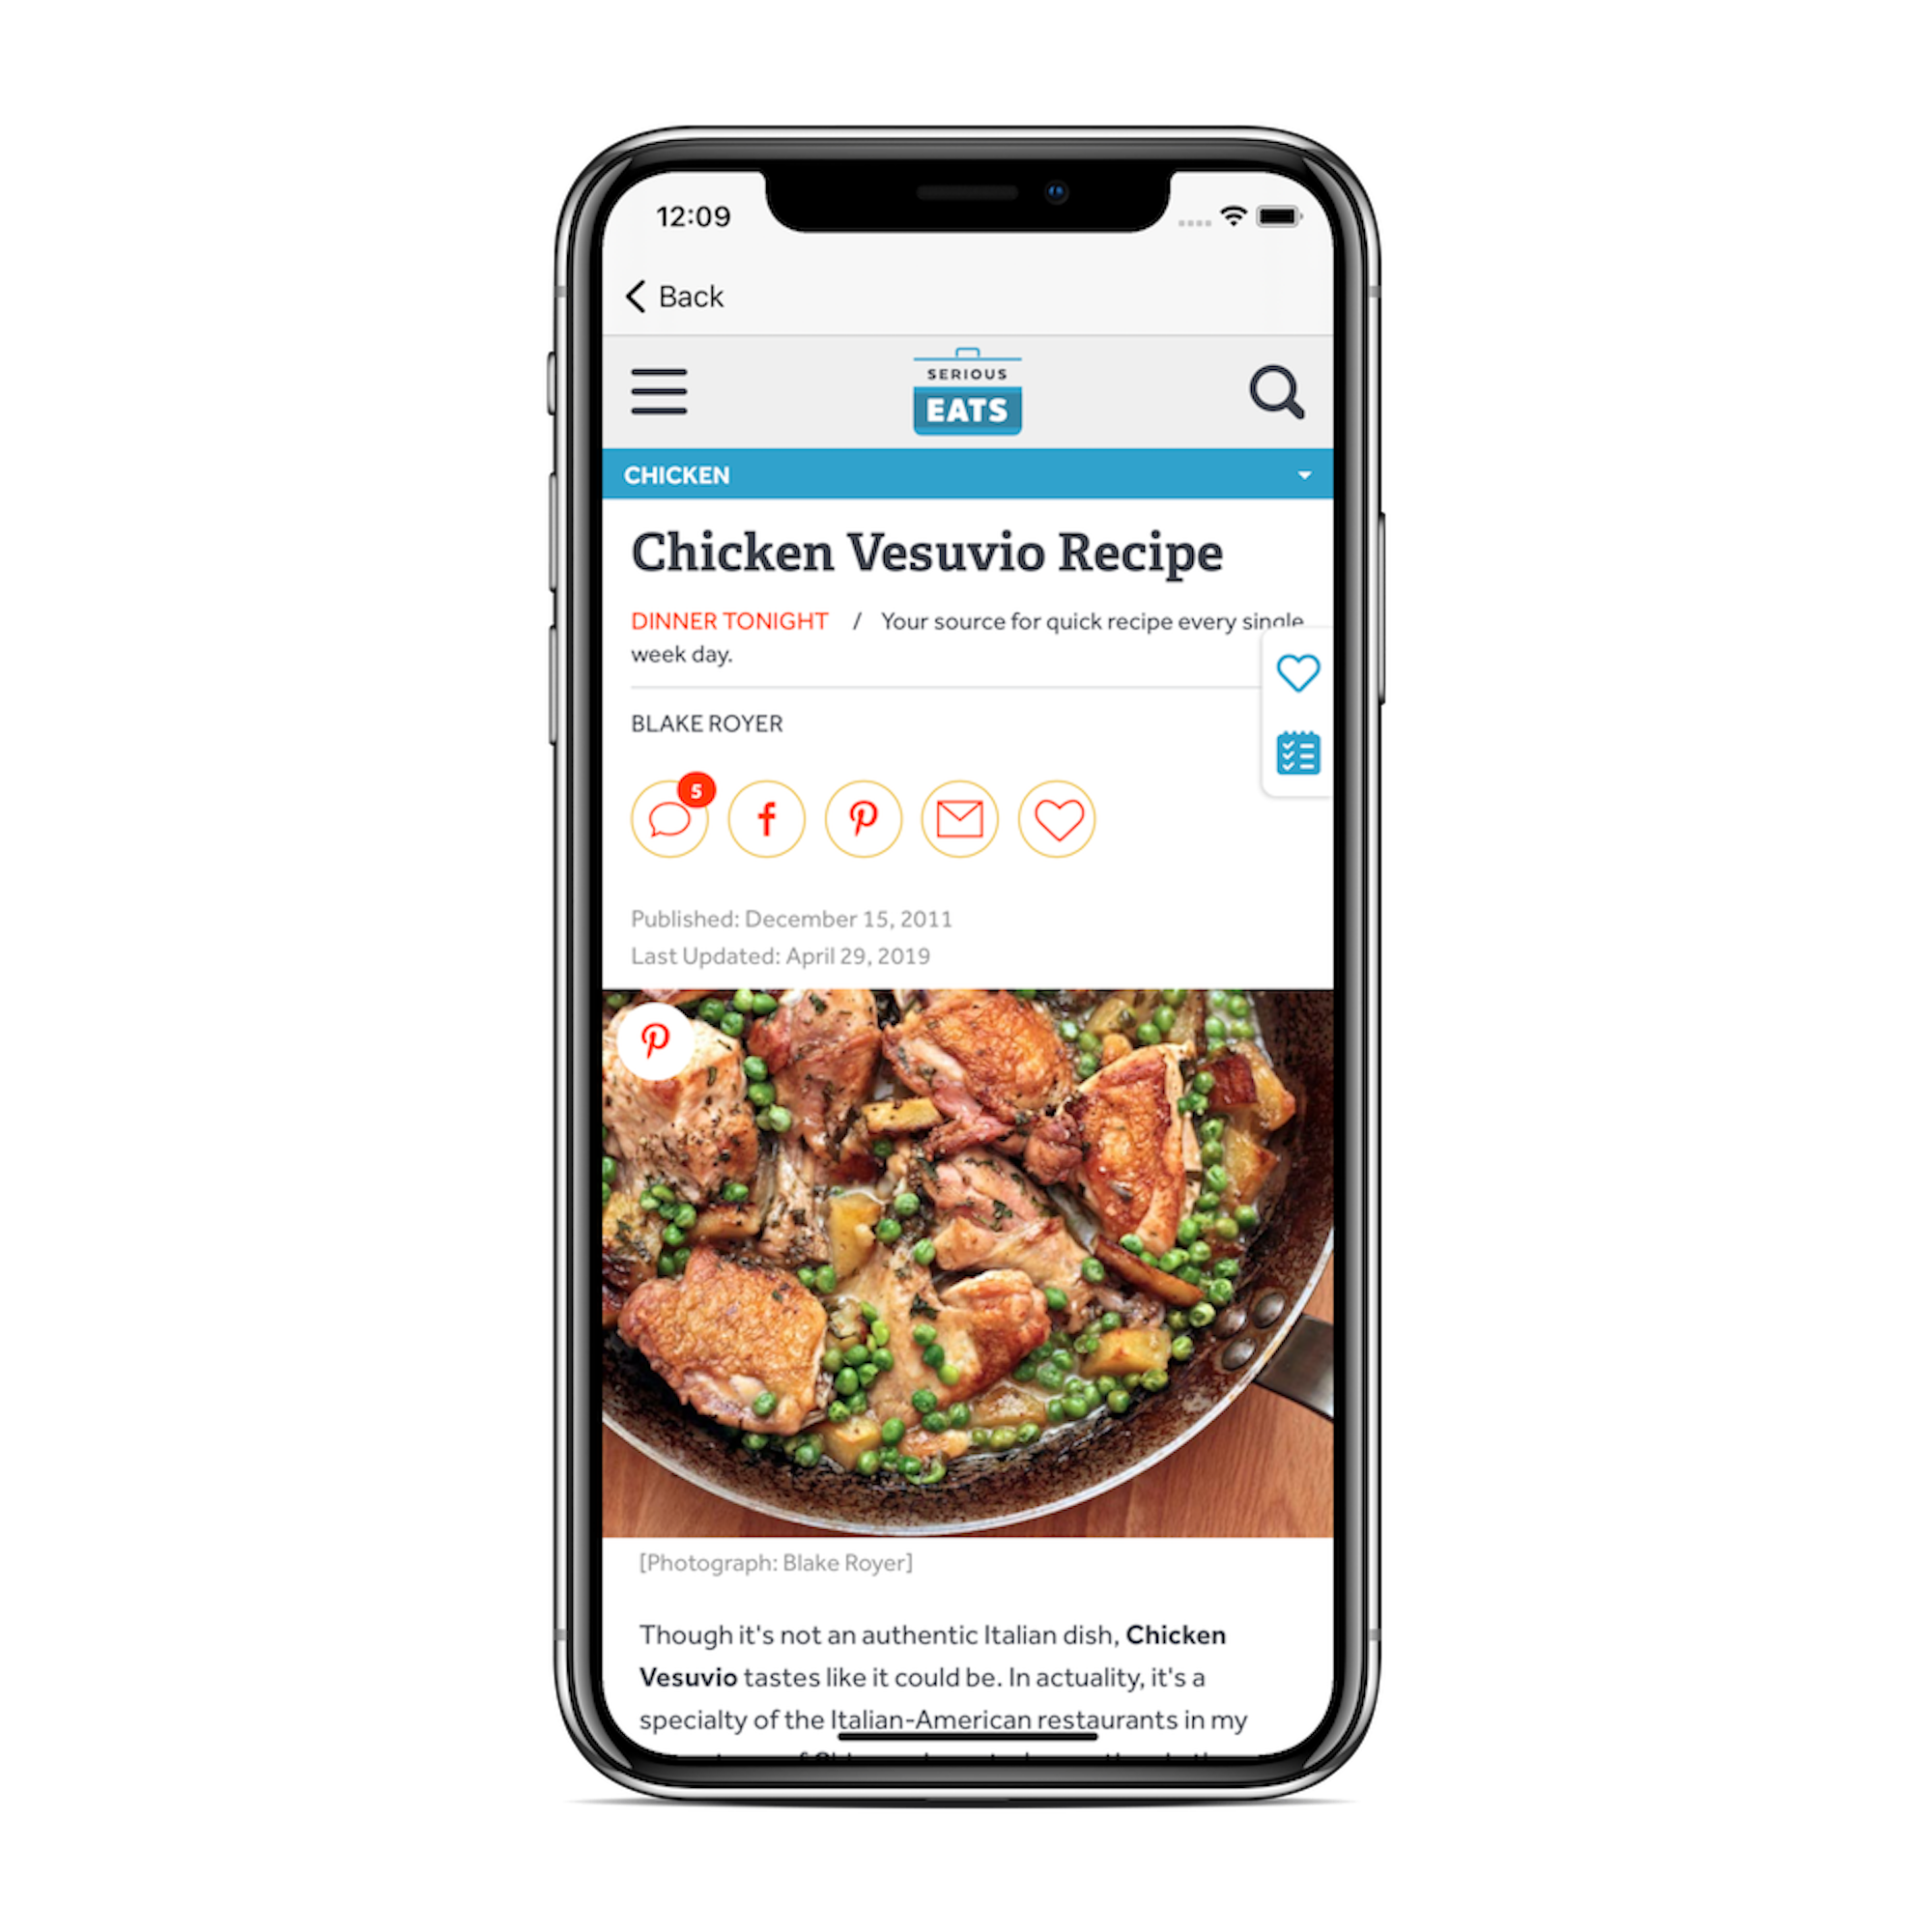 12:09
Back
SERIOUS
EATS
CHICKEN
Chicken Vesuvio Recipe
DINNER TONIGHT / Your source for quick recipe every single
week day.
BLAKE ROYER
5
Published: December 15, 2011
Last Updated: April 29, 2019
[Photograph: Blake Royer]
Though it's not an authentic Italian dish, Chicken
Vesuvio tastes like it could be. In actuality, it's a
specialty of the Italian-American restaurants in my